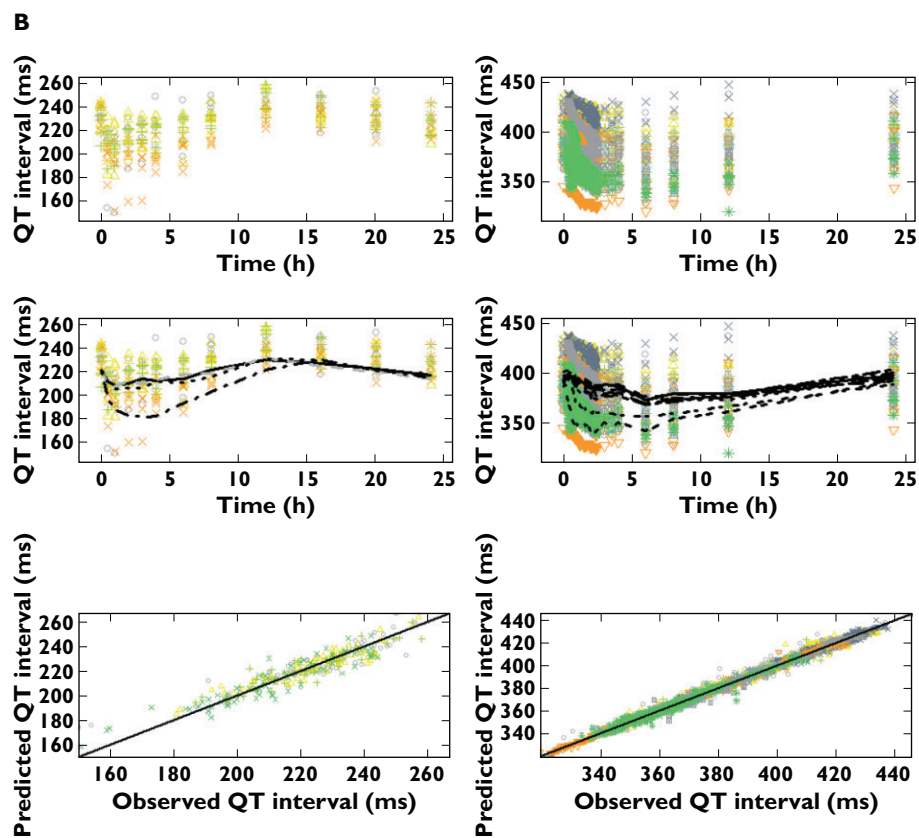 B
QT interval (ms)
260
240
220
200
180
160
0 5 10 15 20 25
Time (h)
QT interval (ms)
450
400
350
0 5 10 15 20 25
Time (h)
QT interval (ms)
260
240
220
200
180
160
0 5 10 15 20 25
Time (h)
QT interval (ms)
450
400
350
0 5 10 15 20 25
Time (h)
Predicted QT interval (ms)
260
240
220
200
180
160
160 180 200 220 240 260
Observed QT interval (ms)
Predicted QT interval (ms)
440
420
400
380
360
340
340 360 380 400 420 440
Observed QT interval (ms)